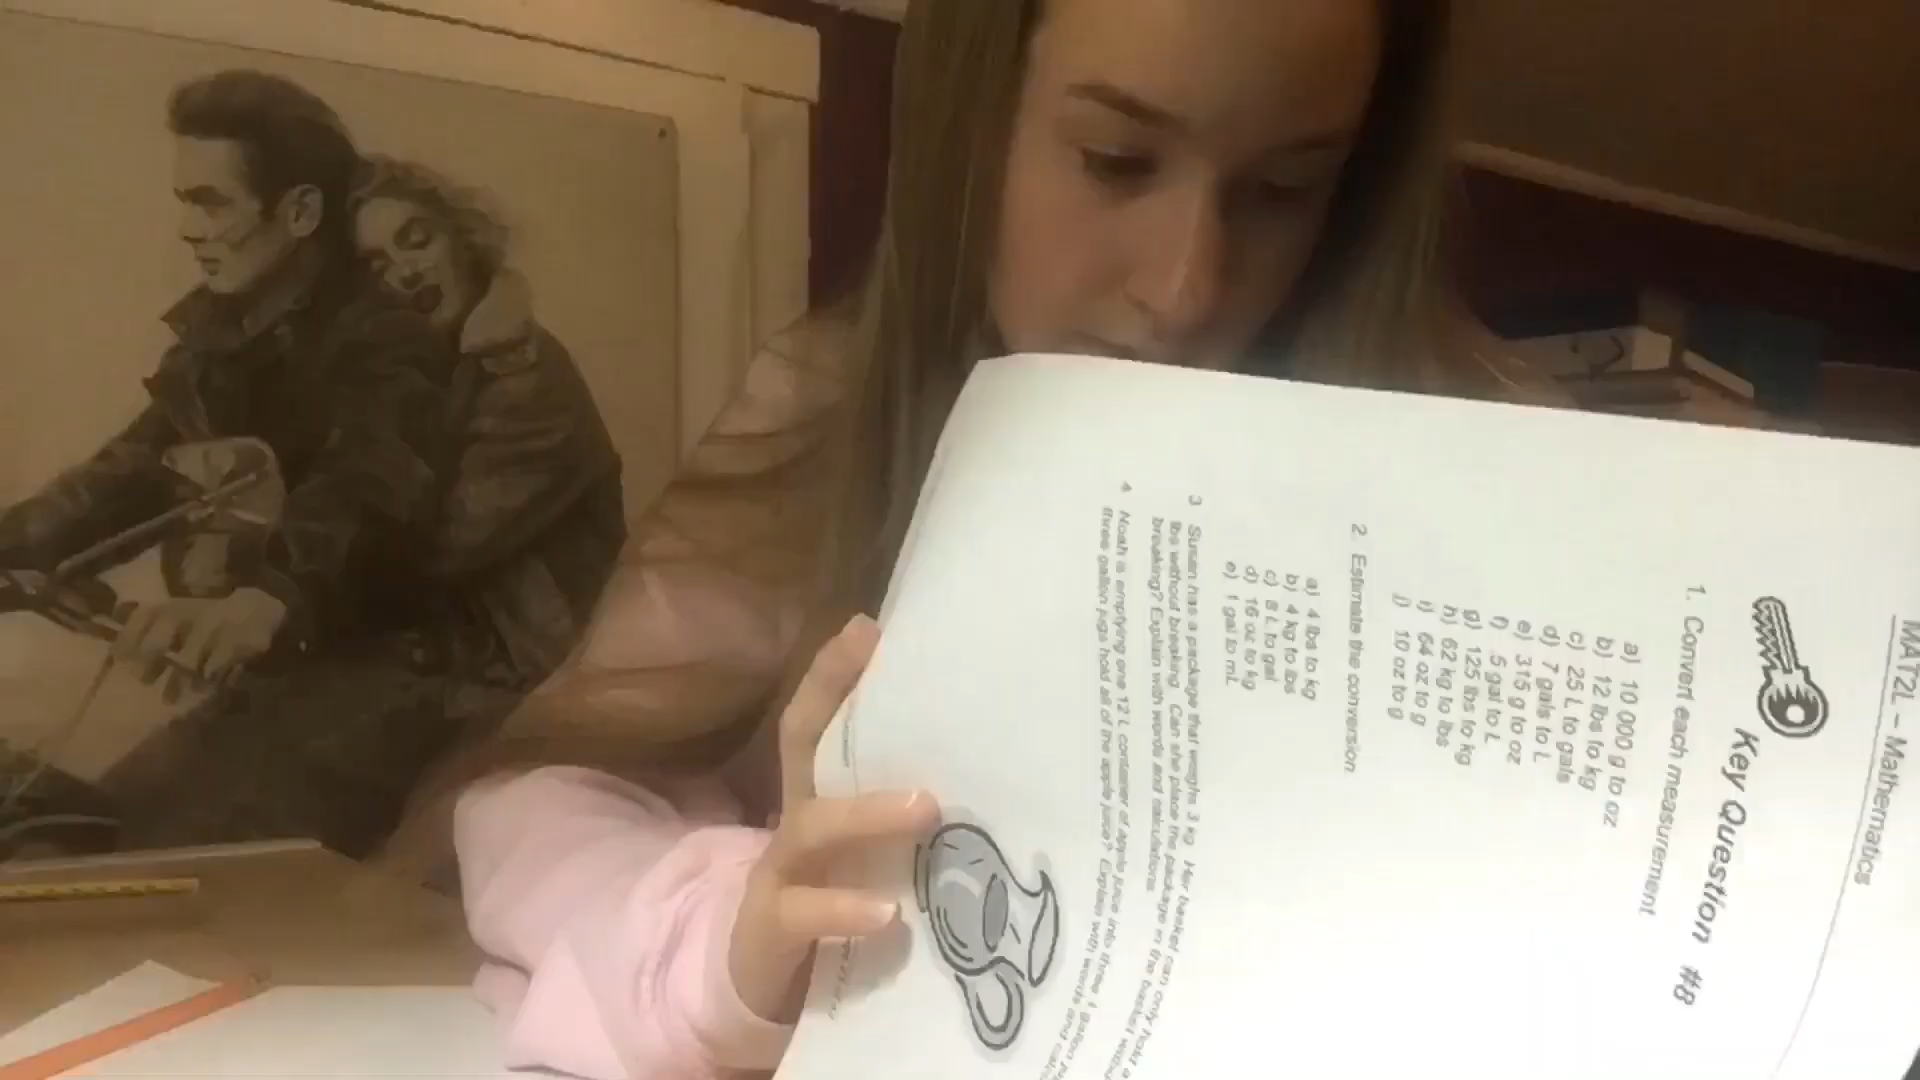 MAT2L – Mathematics
Key Question #8
1. Convert each measurement
a) 10 000 g to oz
b) 12 lbs to kg
c) 25 L to gals
d) 7 gals to L
e) 315 g to oz
f) .5 gal to L
g) 125 lbs to kg
h) 62 kg to lbs
i) 64 oz to g
j) 10 oz to g
2 Estimate the conversion
a) 4 lbs to kg
b) 4 kg to lbs
c) 8 L to gal
d) 16 oz to kg
e) 1 gal to mL
3 Susan has a package that weighs 3 kg. Her basket can only hold
lbs without breaking. Can she place the package in the basket
breaking? Explain with words and calculations.
4 Noah is emptying one 12 L container of apple juice into three 1 gallon
three gallon jugs hold all of the apple juice? Explain with words and